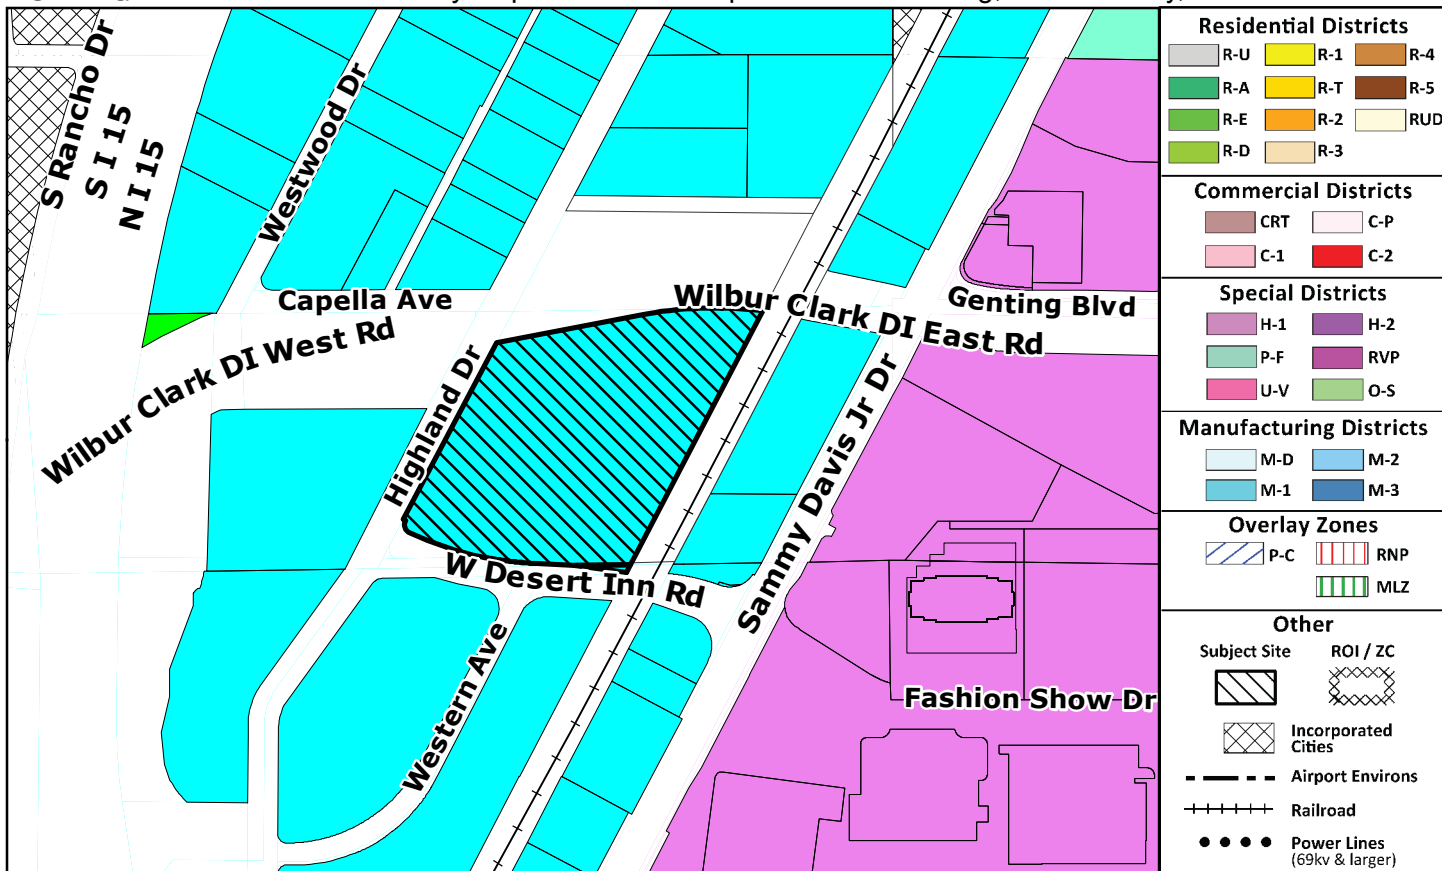 S Rancho Dr
S I 15
N I 15
Westwood Dr
Capella Ave
Wilbur Clark DI West Rd
Highland Dr
Wilbur Clark DI East Rd
Genting Blvd
Sammy Davis Jr Dr
W Desert Inn Rd
Western Ave
Fashion Show Dr
Residential Districts
R-U R-1 R-4
R-A R-T R-5
R-E R-2 RUD
R-D R-3
Commercial Districts
CRT C-P
C-1 C-2
Special Districts
H-1 H-2
P-F RVP
U-V O-S
Manufacturing Districts
M-D M-2
M-1 M-3
Overlay Zones
P-C RNP
MLZ
Other
Subject Site ROI / ZC
Incorporated
Cities
Airport Environs
Railroad
Power Lines
(69kv & larger)